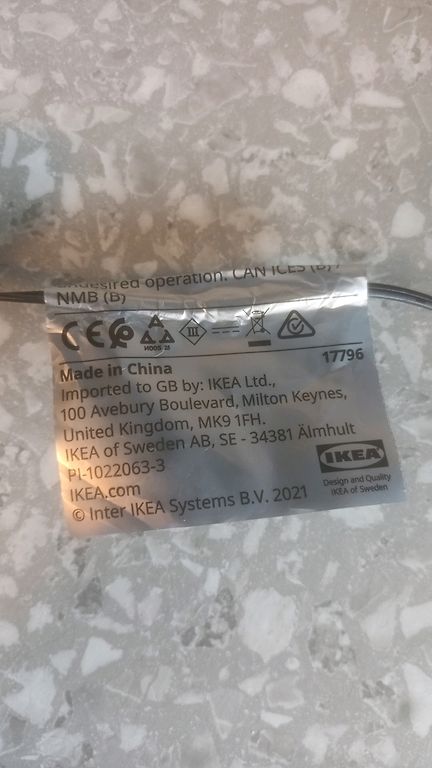 undesired operation. CAN ICES (B) /
NMB (B)
CE
III
Made in China
17796
Imported to GB by: IKEA Ltd.,
100 Avebury Boulevard, Milton Keynes,
United Kingdom, MK9 1FH.
IKEA of Sweden AB, SE - 34381 Älmhult
PI-1022063-3
IKEA.com
© Inter IKEA Systems B.V. 2021
IKEA
Design and Quality
IKEA of Sweden